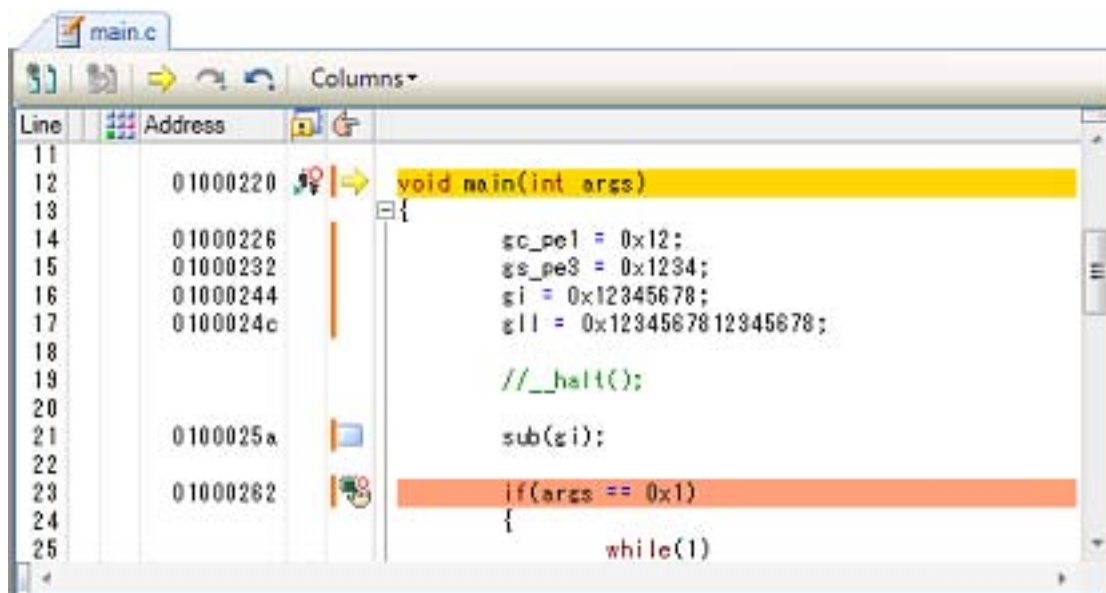 main.c
Columns
Line Address
11
12 01000220 void main(int args)
13 {
14 01000226 gc_pe1 = 0x12;
15 01000232 gs_pe3 = 0x1234;
16 01000244 gi = 0x12345678;
17 0100024c gll = 0x1234567812345678;
18
19 //__halt();
20
21 0100025a sub(gi);
22
23 01000262 if(args == 0x1)
24 {
25 while(1)